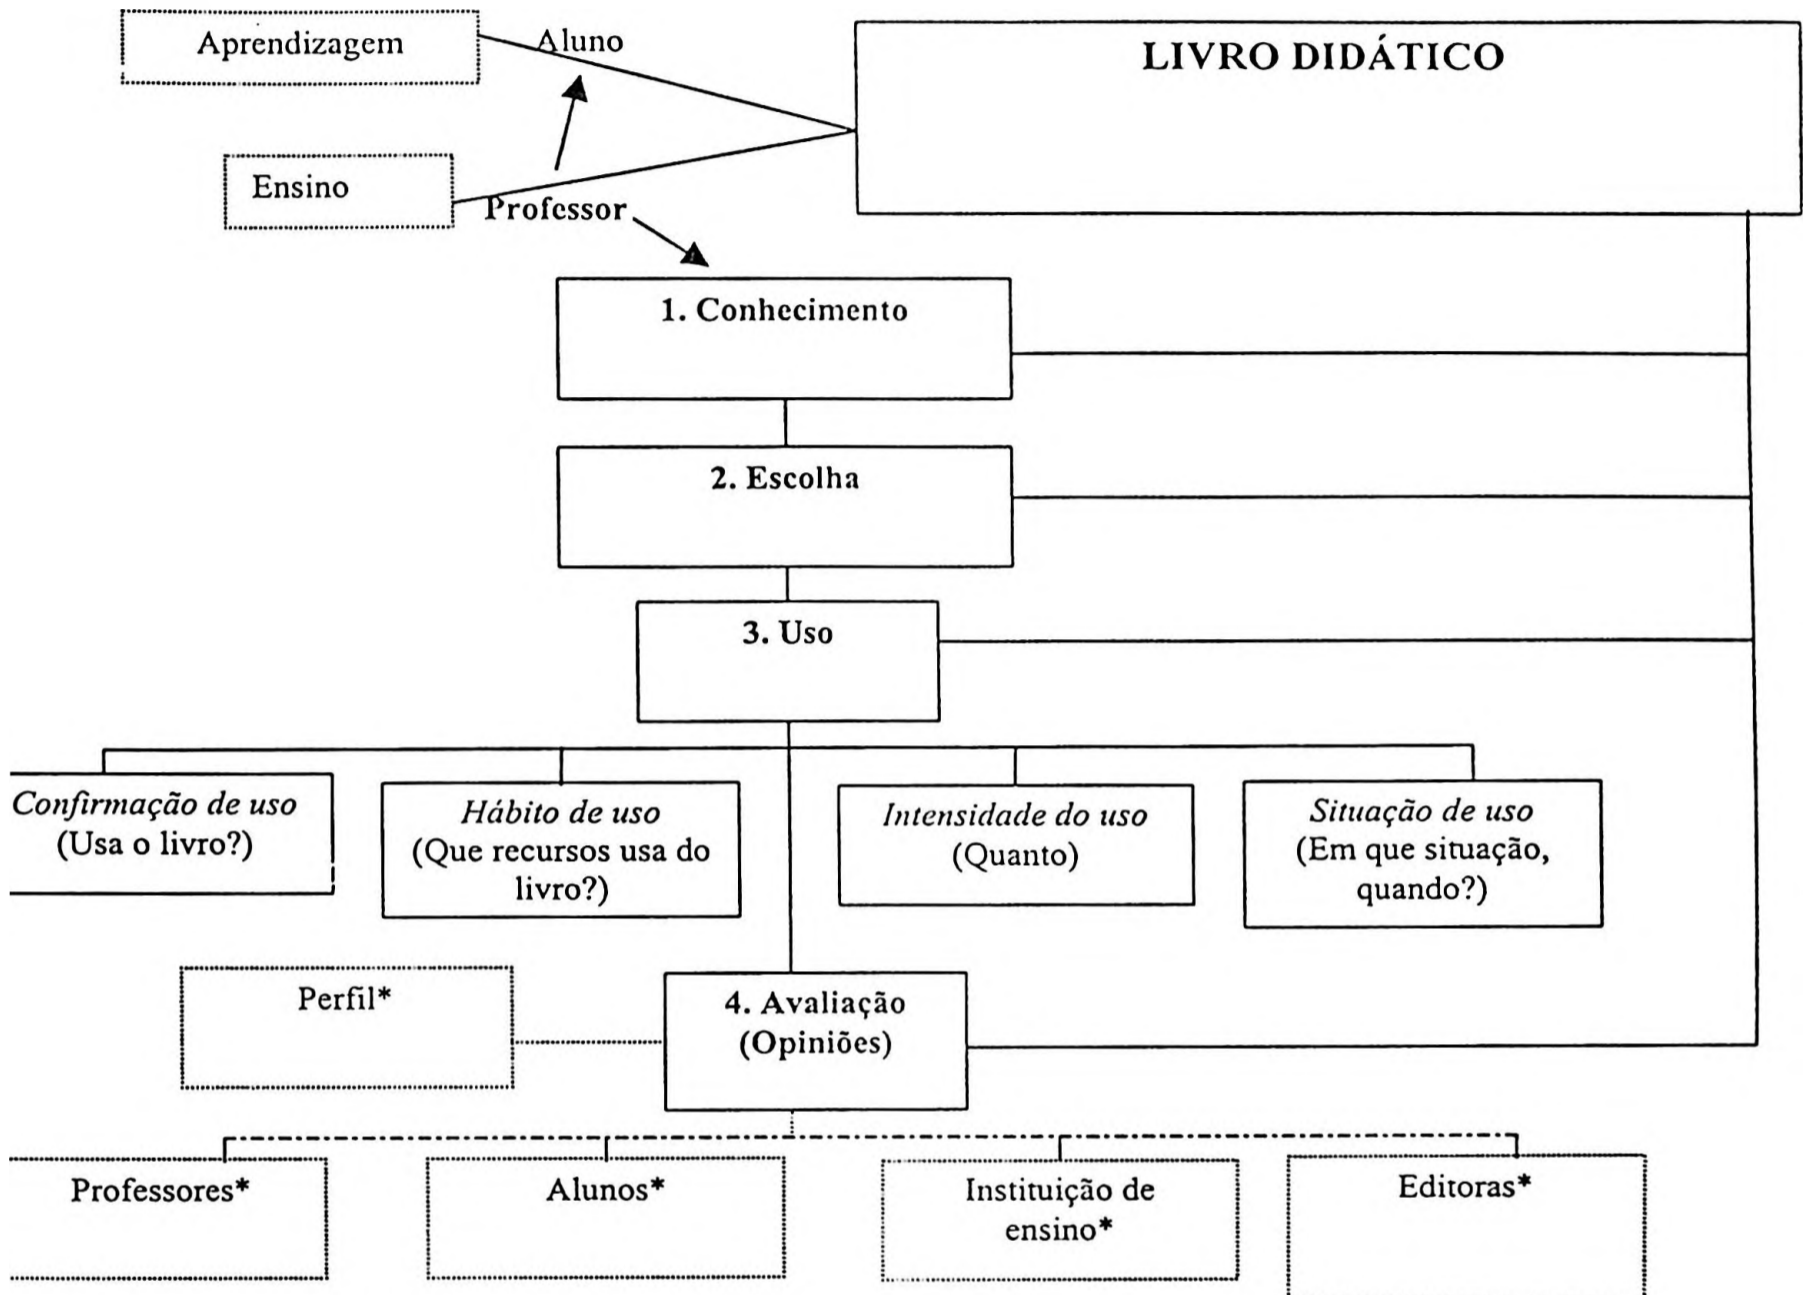 Aprendizagem
Aluno
LIVRO DIDÁTICO
Ensino
Professor
1. Conhecimento
2. Escolha
3. Uso
Confirmação de uso
(Usa o livro?)
Hábito de uso
(Que recursos usa do
livro?)
Intensidade do uso
(Quanto)
Situação de uso
(Em que situação,
quando?)
Perfil*
4. Avaliação
(Opiniões)
Professores*
Alunos*
Instituição de
ensino*
Editoras*